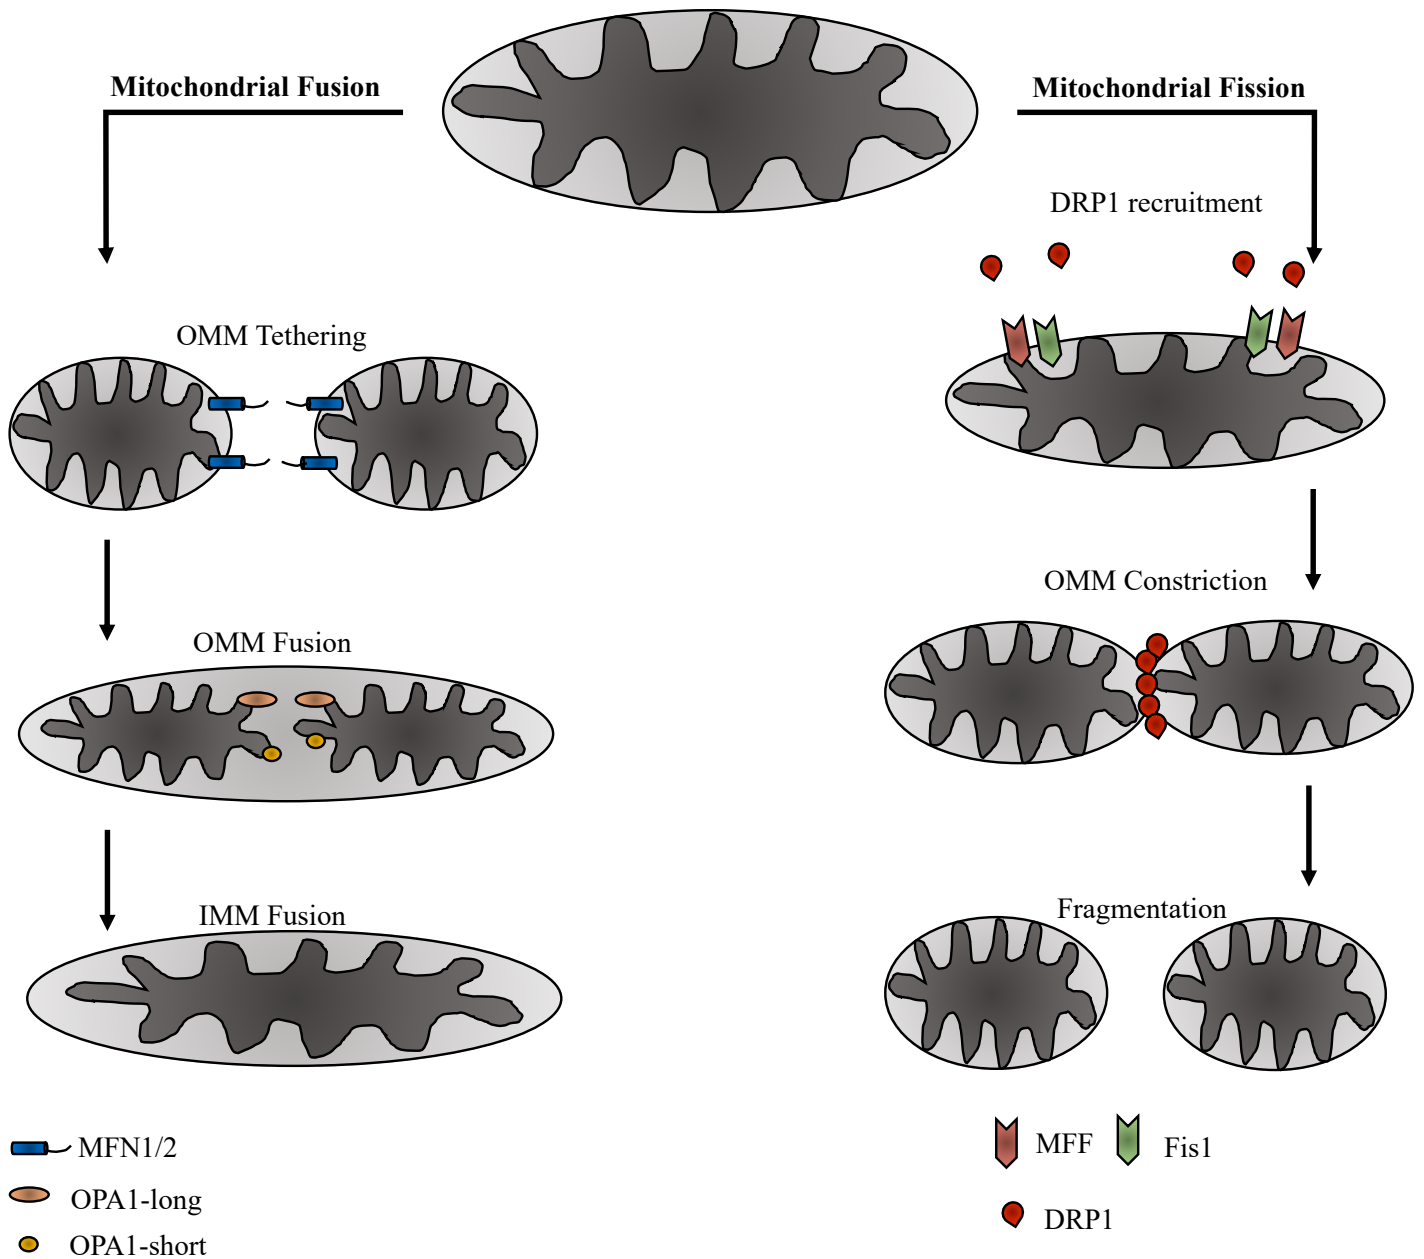 Mitochondrial Fusion
Mitochondrial Fission
DRP1 recruitment
OMM Tethering
OMM Constriction
OMM Fusion
Fragmentation
IMM Fusion
MFN1/2
OPA1-long
OPA1-short
MFF
Fis1
DRP1